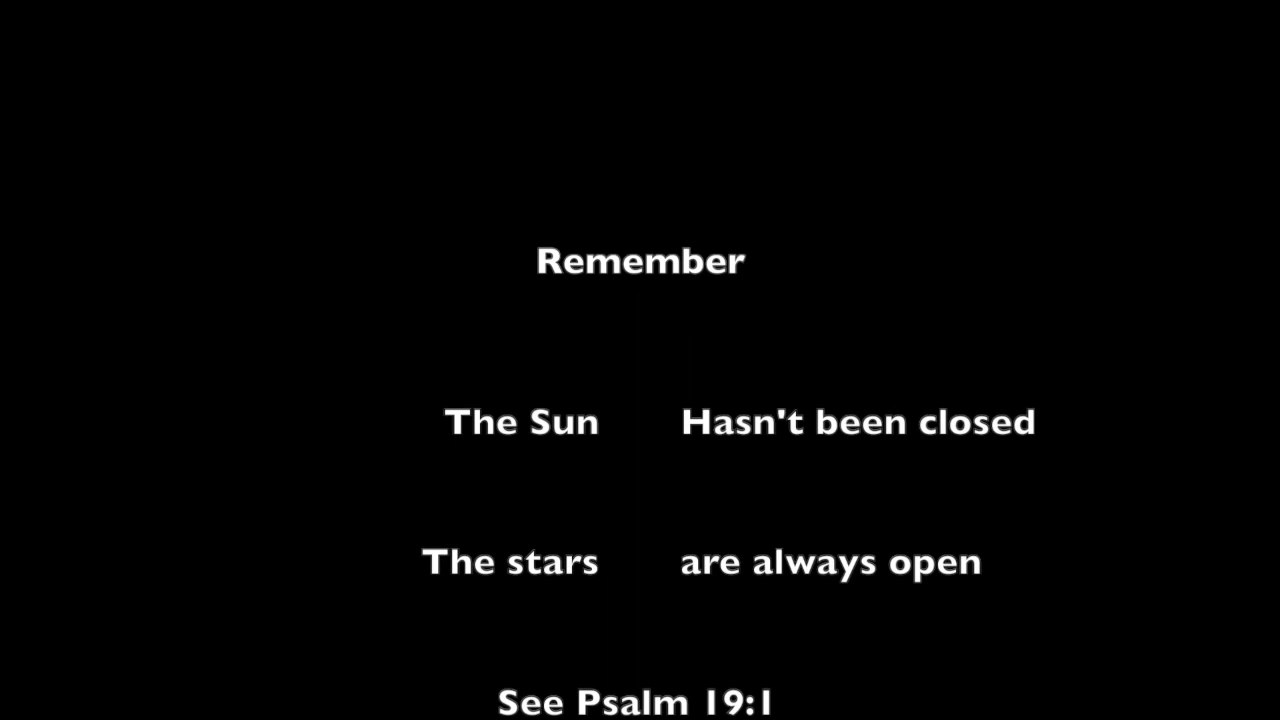 Remember
The Sun Hasn't been closed
The stars are always open
See Psalm 19:1